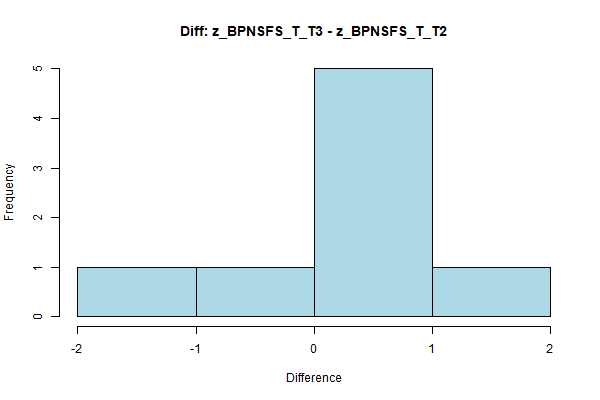 Diff: z_BPNSFS_T_T3 - z_BPNSFS_T_T2
Frequency
5
4
3
2
1
0
-2 -1 0 1 2
Difference